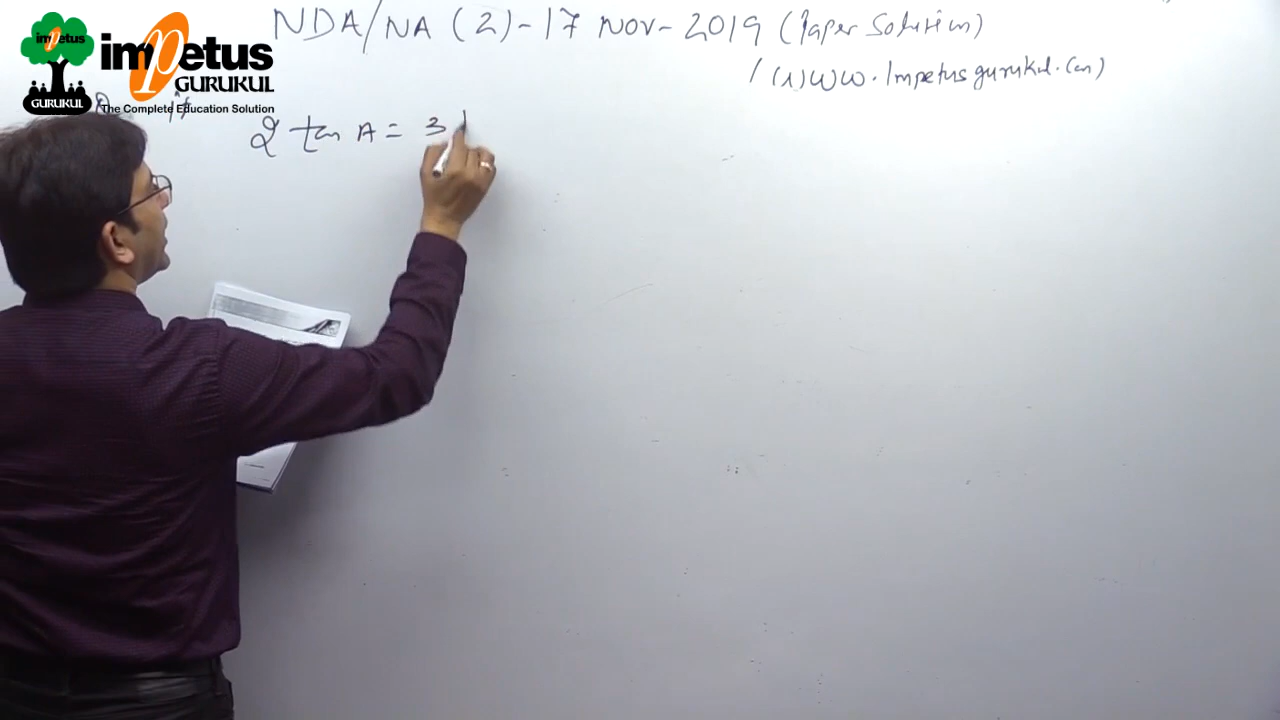 NDA/NA (2)-17 Nov-2019 (Paper Solution)
/ www.Impetusgurukul.com)
impetus
GURUKUL
The Complete Education Solution
impetus
GURUKUL
if
2 tan A = 3 t